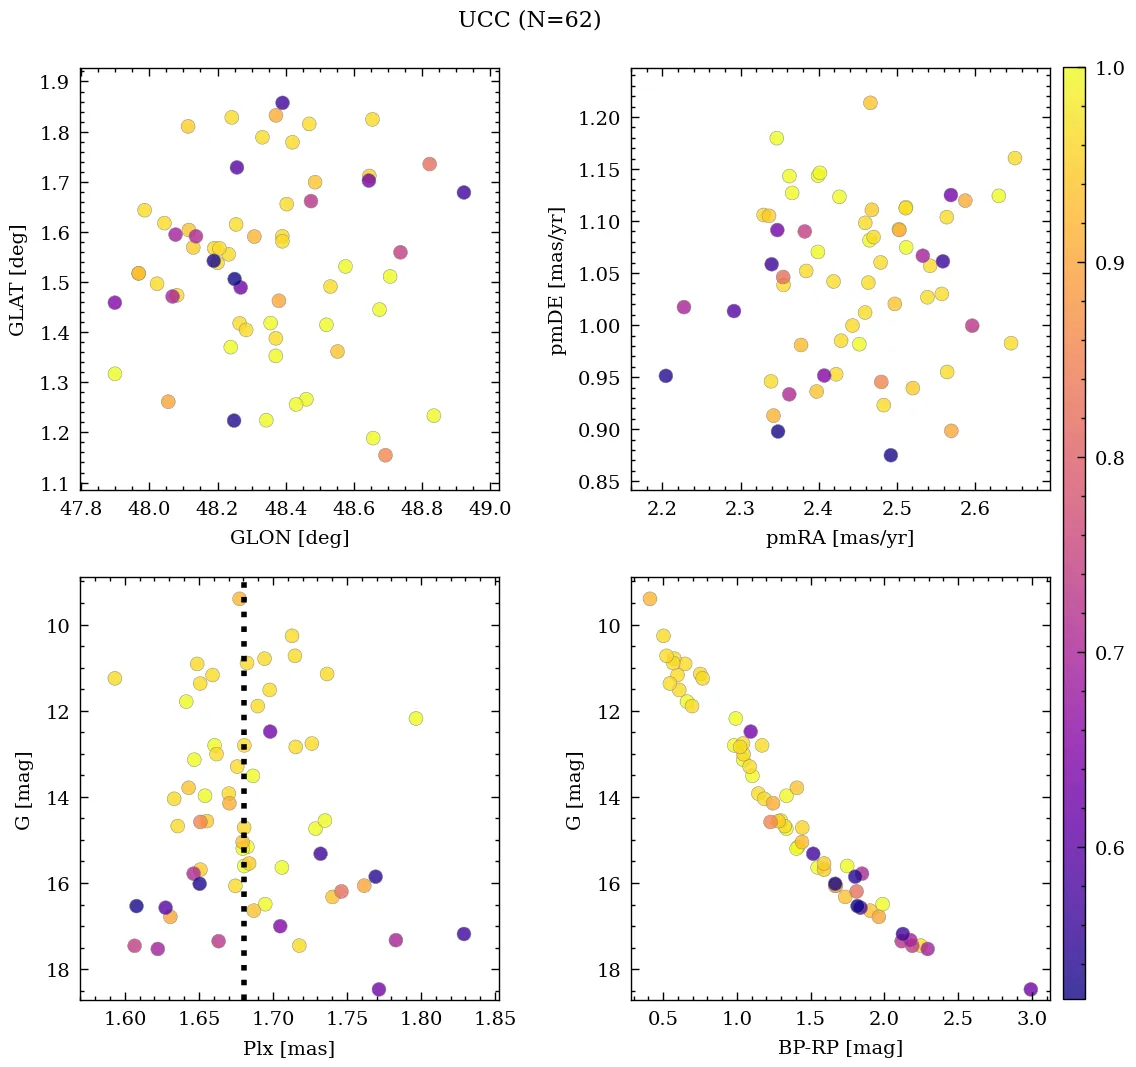 UCC (N=62)
1.9
1.8
1.7
1.6
1.5
1.4
1.3
1.2
1.1
GLAT [deg]
47.8 48.0 48.2 48.4 48.6 48.8 49.0
GLON [deg]
1.20
1.15
1.10
1.05
1.00
0.95
0.90
0.85
pmDE [mas/yr]
2.2 2.3 2.4 2.5 2.6
pmRA [mas/yr]
10
12
14
16
18
G [mag]
1.60 1.65 1.70 1.75 1.80 1.85
Plx [mas]
10
12
14
16
18
G [mag]
0.5 1.0 1.5 2.0 2.5 3.0
BP-RP [mag]
1.0
0.9
0.8
0.7
0.6